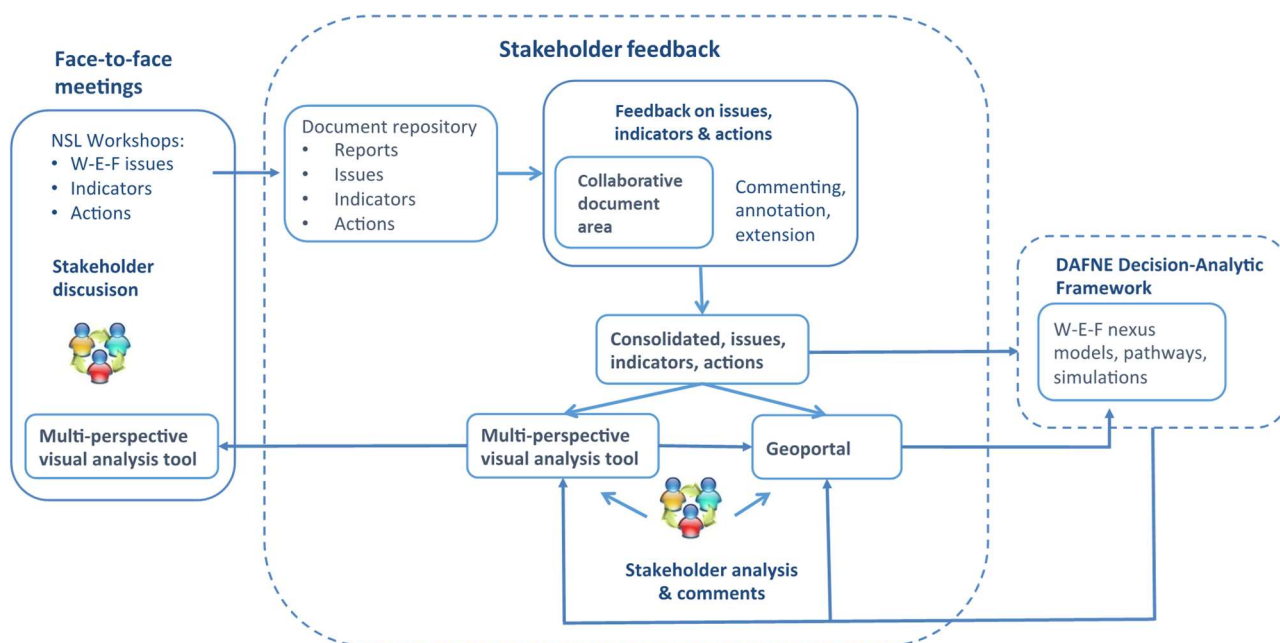 Face-to-face
meetings
NSL Workshops:
• W-E-F issues
• Indicators
• Actions
Stakeholder
discusison
Multi-perspective
visual analysis tool
Stakeholder feedback
Document repository
• Reports
• Issues
• Indicators
• Actions
Feedback on issues,
indicators & actions
Collaborative
document
area
Commenting,
annotation,
extension
Consolidated, issues,
indicators, actions
Multi-perspective
visual analysis tool
Geoportal
Stakeholder analysis
& comments
DAFNE Decision-Analytic
Framework
W-E-F nexus
models, pathways,
simulations